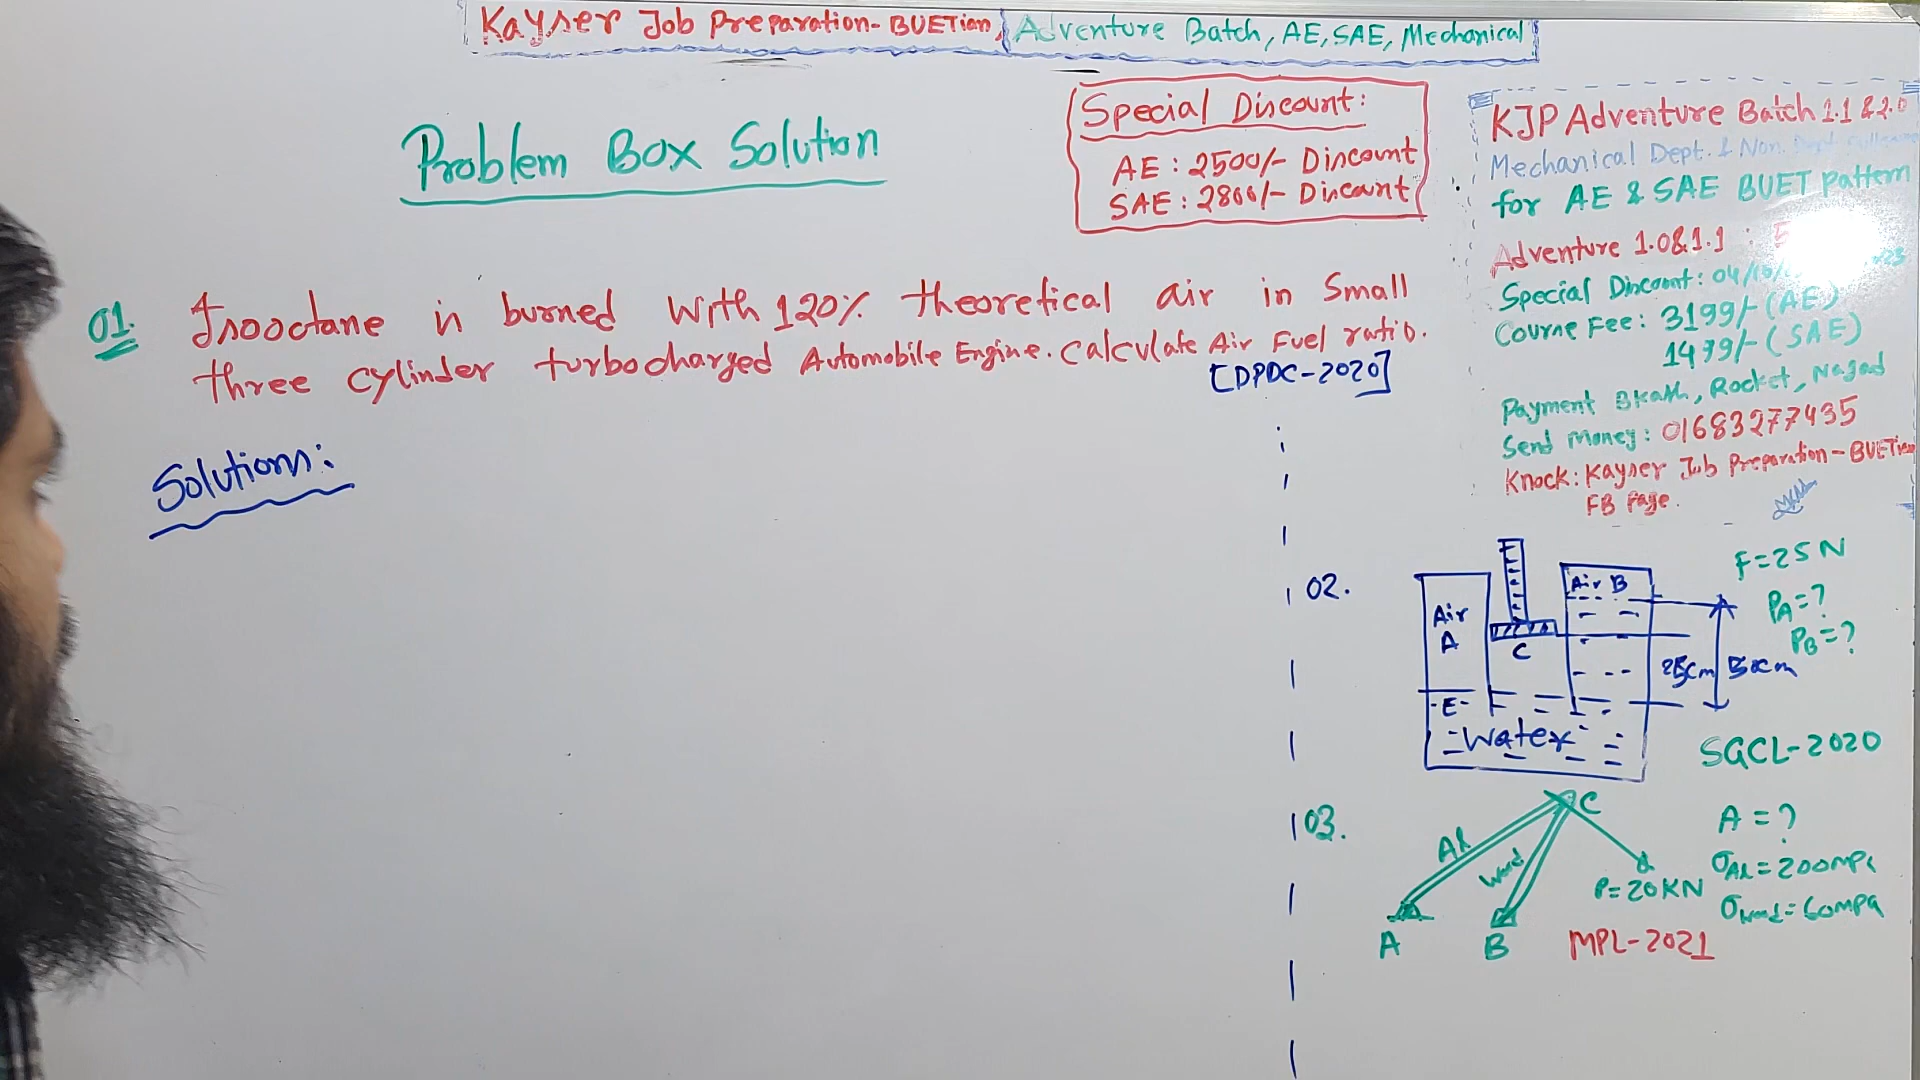 Kayser Job Preparation-BUETian, Adventure Batch, AE, SAE, Mechanical
Problem Box Solution
Special Discount:
AE : 2500/- Discount
SAE : 2800/- Discount
KJP Adventure Batch 1.1 & 2.0
Mechanical Dept. & Non. Dept
for AE & SAE BUET Pattern
Adventure 1.0&1.1 :
Special Discount: 04/10/
Course Fee: 3199/- (AE)
1499/- (SAE)
Payment Bkash, Rocket, Nagad
Send Money: 01683277435
Knock: Kayser Job Preparation-BUETian
FB Page.
01. Isooctane is burned With 120% theoretical air in Small
three cylinder turbocharged Automobile Engine. Calculate Air Fuel ratio.
[DPDC-2020]
Solution:
02.
Air
A
C
Air B
-E-
Water
25cm 50cm
F=25N
PA=?
PB=?
SGCL-2020
03.
Al
Wood
C
A
B
P=20KN
A=?
σAL=200MPa
σWood=60MPa
MPL-2021